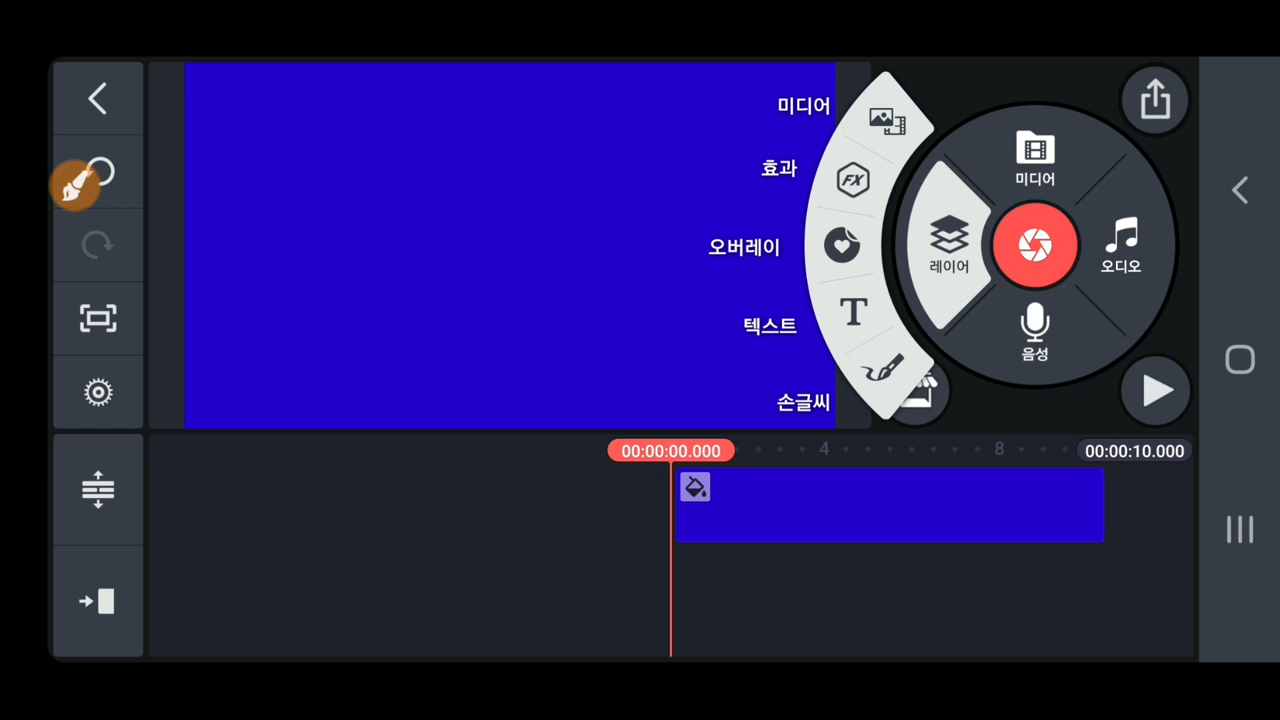 미디어
효과
오버레이
텍스트
손글씨
FX
T
미디어
레이어
오디오
음성
00:00:00.000
4
8
00:00:10.000